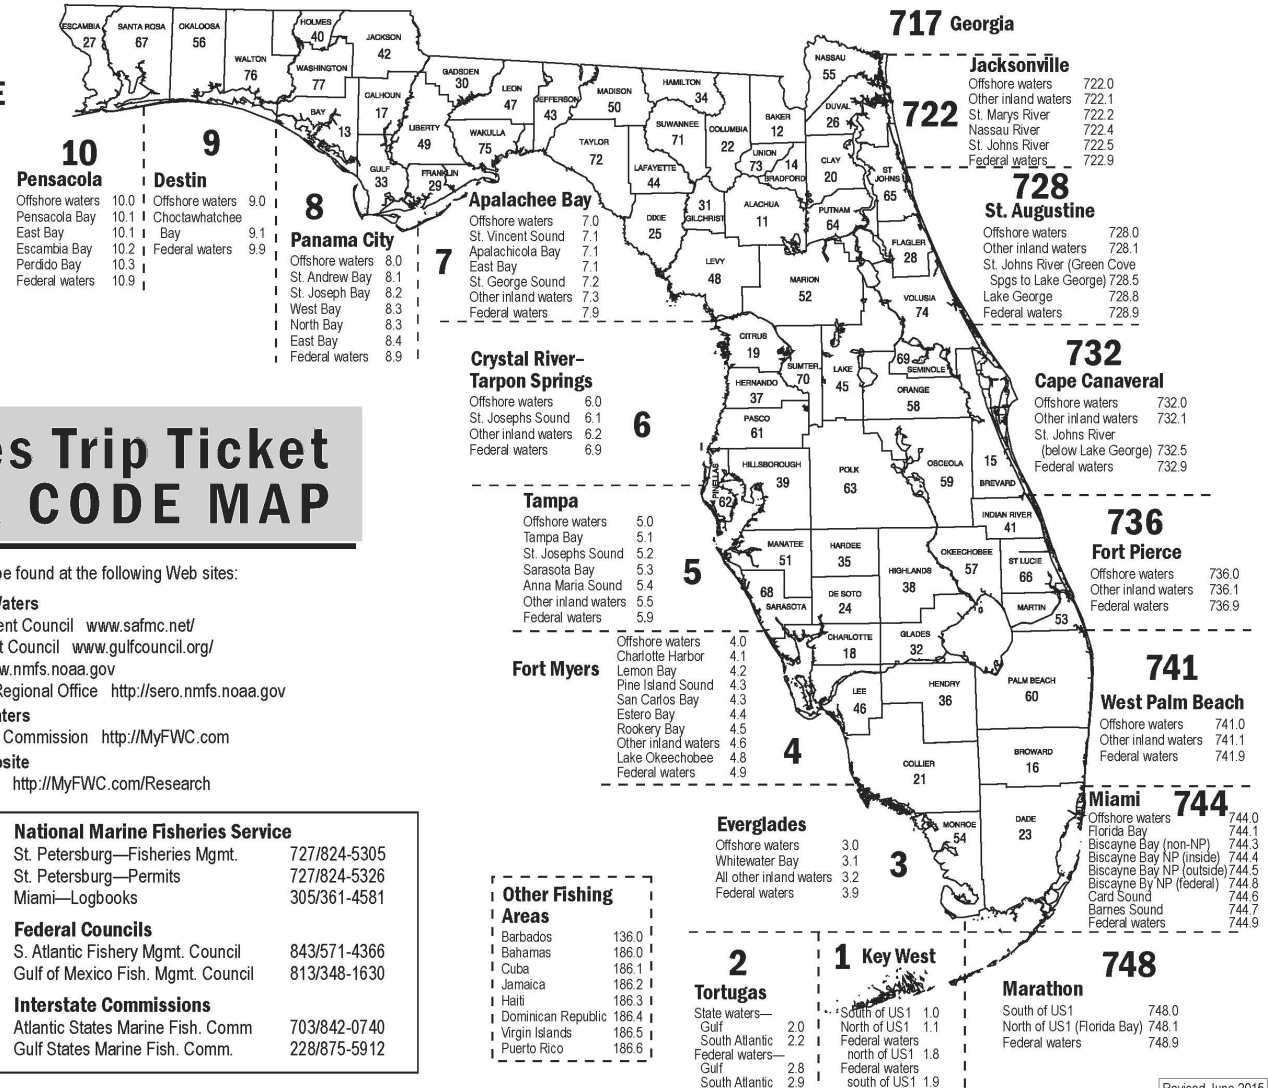 717 Georgia
ESCAMBIA 27
SANTA ROSA 67
OKALOOSA 56
WALTON 76
HOLMES 40
WASHINGTON 77
JACKSON 42
BAY 13
CALHOUN 17
GULF 33
LIBERTY 49
GADSDEN 30
FRANKLIN 29
LEON 47
WAKULLA 75
JEFFERSON 43
MADISON 50
TAYLOR 72
HAMILTON 34
SUWANNEE 71
LAFAYETTE 44
DIXIE 25
COLUMBIA 22
GILCHRIST 31
BAKER 12
UNION 73
BRADFORD 14
ALACHUA 11
LEVY 48
MARION 52
NASSAU 55
DUVAL 26
CLAY 20
ST JOHNS 65
PUTNAM 64
FLAGLER 28
VOLUSIA 74
CITRUS 19
SUMTER 70
LAKE 45
69 SEMINOLE
ORANGE 58
HERNANDO 37
PASCO 61
HILLSBOROUGH 39
PINELLAS 62
POLK 63
OSCEOLA 59
15 BREVARD
INDIAN RIVER 41
MANATEE 51
HARDEE 35
HIGHLANDS 38
OKEECHOBEE 57
ST LUCIE 66
68 SARASOTA
DE SOTO 24
MARTIN 53
CHARLOTTE 18
GLADES 32
LEE 46
HENDRY 36
PALM BEACH 60
COLLIER 21
BROWARD 16
MONROE 54
DADE 23
10
Pensacola
Offshore waters 10.0
Pensacola Bay 10.1
East Bay 10.1
Escambia Bay 10.2
Perdido Bay 10.3
Federal waters 10.9
9
Destin
Offshore waters 9.0
Choctawhatchee
Bay 9.1
Federal waters 9.9
8
Panama City
Offshore waters 8.0
St. Andrew Bay 8.1
St. Joseph Bay 8.2
West Bay 8.3
North Bay 8.3
East Bay 8.4
Federal waters 8.9
7
Apalachee Bay
Offshore waters 7.0
St. Vincent Sound 7.1
Apalachicola Bay 7.1
East Bay 7.1
St. George Sound 7.2
Other inland waters 7.3
Federal waters 7.9
Crystal River–
Tarpon Springs
6
Offshore waters 6.0
St. Josephs Sound 6.1
Other inland waters 6.2
Federal waters 6.9
Tampa
5
Offshore waters 5.0
Tampa Bay 5.1
St. Josephs Sound 5.2
Sarasota Bay 5.3
Anna Maria Sound 5.4
Other inland waters 5.5
Federal waters 5.9
Fort Myers
4
Offshore waters 4.0
Charlotte Harbor 4.1
Lemon Bay 4.2
Pine Island Sound 4.3
San Carlos Bay 4.3
Estero Bay 4.4
Rookery Bay 4.5
Other inland waters 4.6
Lake Okeechobee 4.8
Federal waters 4.9
Everglades
3
Offshore waters 3.0
Whitewater Bay 3.1
All other inland waters 3.2
Federal waters 3.9
2
Tortugas
State waters—
Gulf 2.0
South Atlantic 2.2
Federal waters—
Gulf 2.8
South Atlantic 2.9
1 Key West
South of US1 1.0
North of US1 1.1
Federal waters
north of US1 1.8
Federal waters
south of US1 1.9
722
Jacksonville
Offshore waters 722.0
Other inland waters 722.1
St. Marys River 722.2
Nassau River 722.4
St. Johns River 722.5
Federal waters 722.9
728
St. Augustine
Offshore waters 728.0
Other inland waters 728.1
St. Johns River (Green Cove
Spgs to Lake George) 728.5
Lake George 728.8
Federal waters 728.9
732
Cape Canaveral
Offshore waters 732.0
Other inland waters 732.1
St. Johns River
(below Lake George) 732.5
Federal waters 732.9
736
Fort Pierce
Offshore waters 736.0
Other inland waters 736.1
Federal waters 736.9
741
West Palm Beach
Offshore waters 741.0
Other inland waters 741.1
Federal waters 741.9
Miami 744
Offshore waters 744.0
Florida Bay 744.1
Biscayne Bay (non-NP) 744.3
Biscayne Bay NP (inside) 744.4
Biscayne Bay NP (outside) 744.5
Biscayne By NP (federal) 744.8
Card Sound 744.6
Barnes Sound 744.7
Federal waters 744.9
748
Marathon
South of US1 748.0
North of US1 (Florida Bay) 748.1
Federal waters 748.9
Other Fishing
Areas
Barbados 136.0
Bahamas 186.0
Cuba 186.1
Jamaica 186.2
Haiti 186.3
Dominican Republic 186.4
Virgin Islands 186.5
Puerto Rico 186.6
es Trip Ticket
CODE MAP
be found at the following Web sites:
Waters
ent Council www.safmc.net/
t Council www.gulfcouncil.org/
w.nmfs.noaa.gov
Regional Office http://sero.nmfs.noaa.gov
aters
Commission http://MyFWC.com
osite
http://MyFWC.com/Research
National Marine Fisheries Service
St. Petersburg—Fisheries Mgmt. 727/824-5305
St. Petersburg—Permits 727/824-5326
Miami—Logbooks 305/361-4581
Federal Councils
S. Atlantic Fishery Mgmt. Council 843/571-4366
Gulf of Mexico Fish. Mgmt. Council 813/348-1630
Interstate Commissions
Atlantic States Marine Fish. Comm 703/842-0740
Gulf States Marine Fish. Comm. 228/875-5912
Revised June 2015